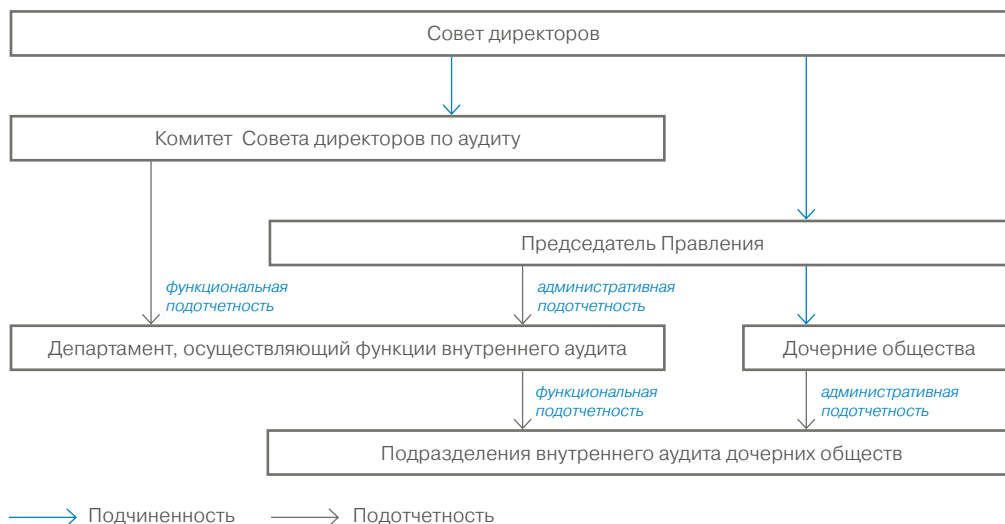 Совет директоров
Комитет Совета директоров по аудиту
Председатель Правления
функциональная
подотчетность
административная
подотчетность
Департамент, осуществляющий функции внутреннего аудита
Дочерние общества
функциональная
подотчетность
административная
подотчетность
Подразделения внутреннего аудита дочерних обществ
Подчиненность
Подотчетность